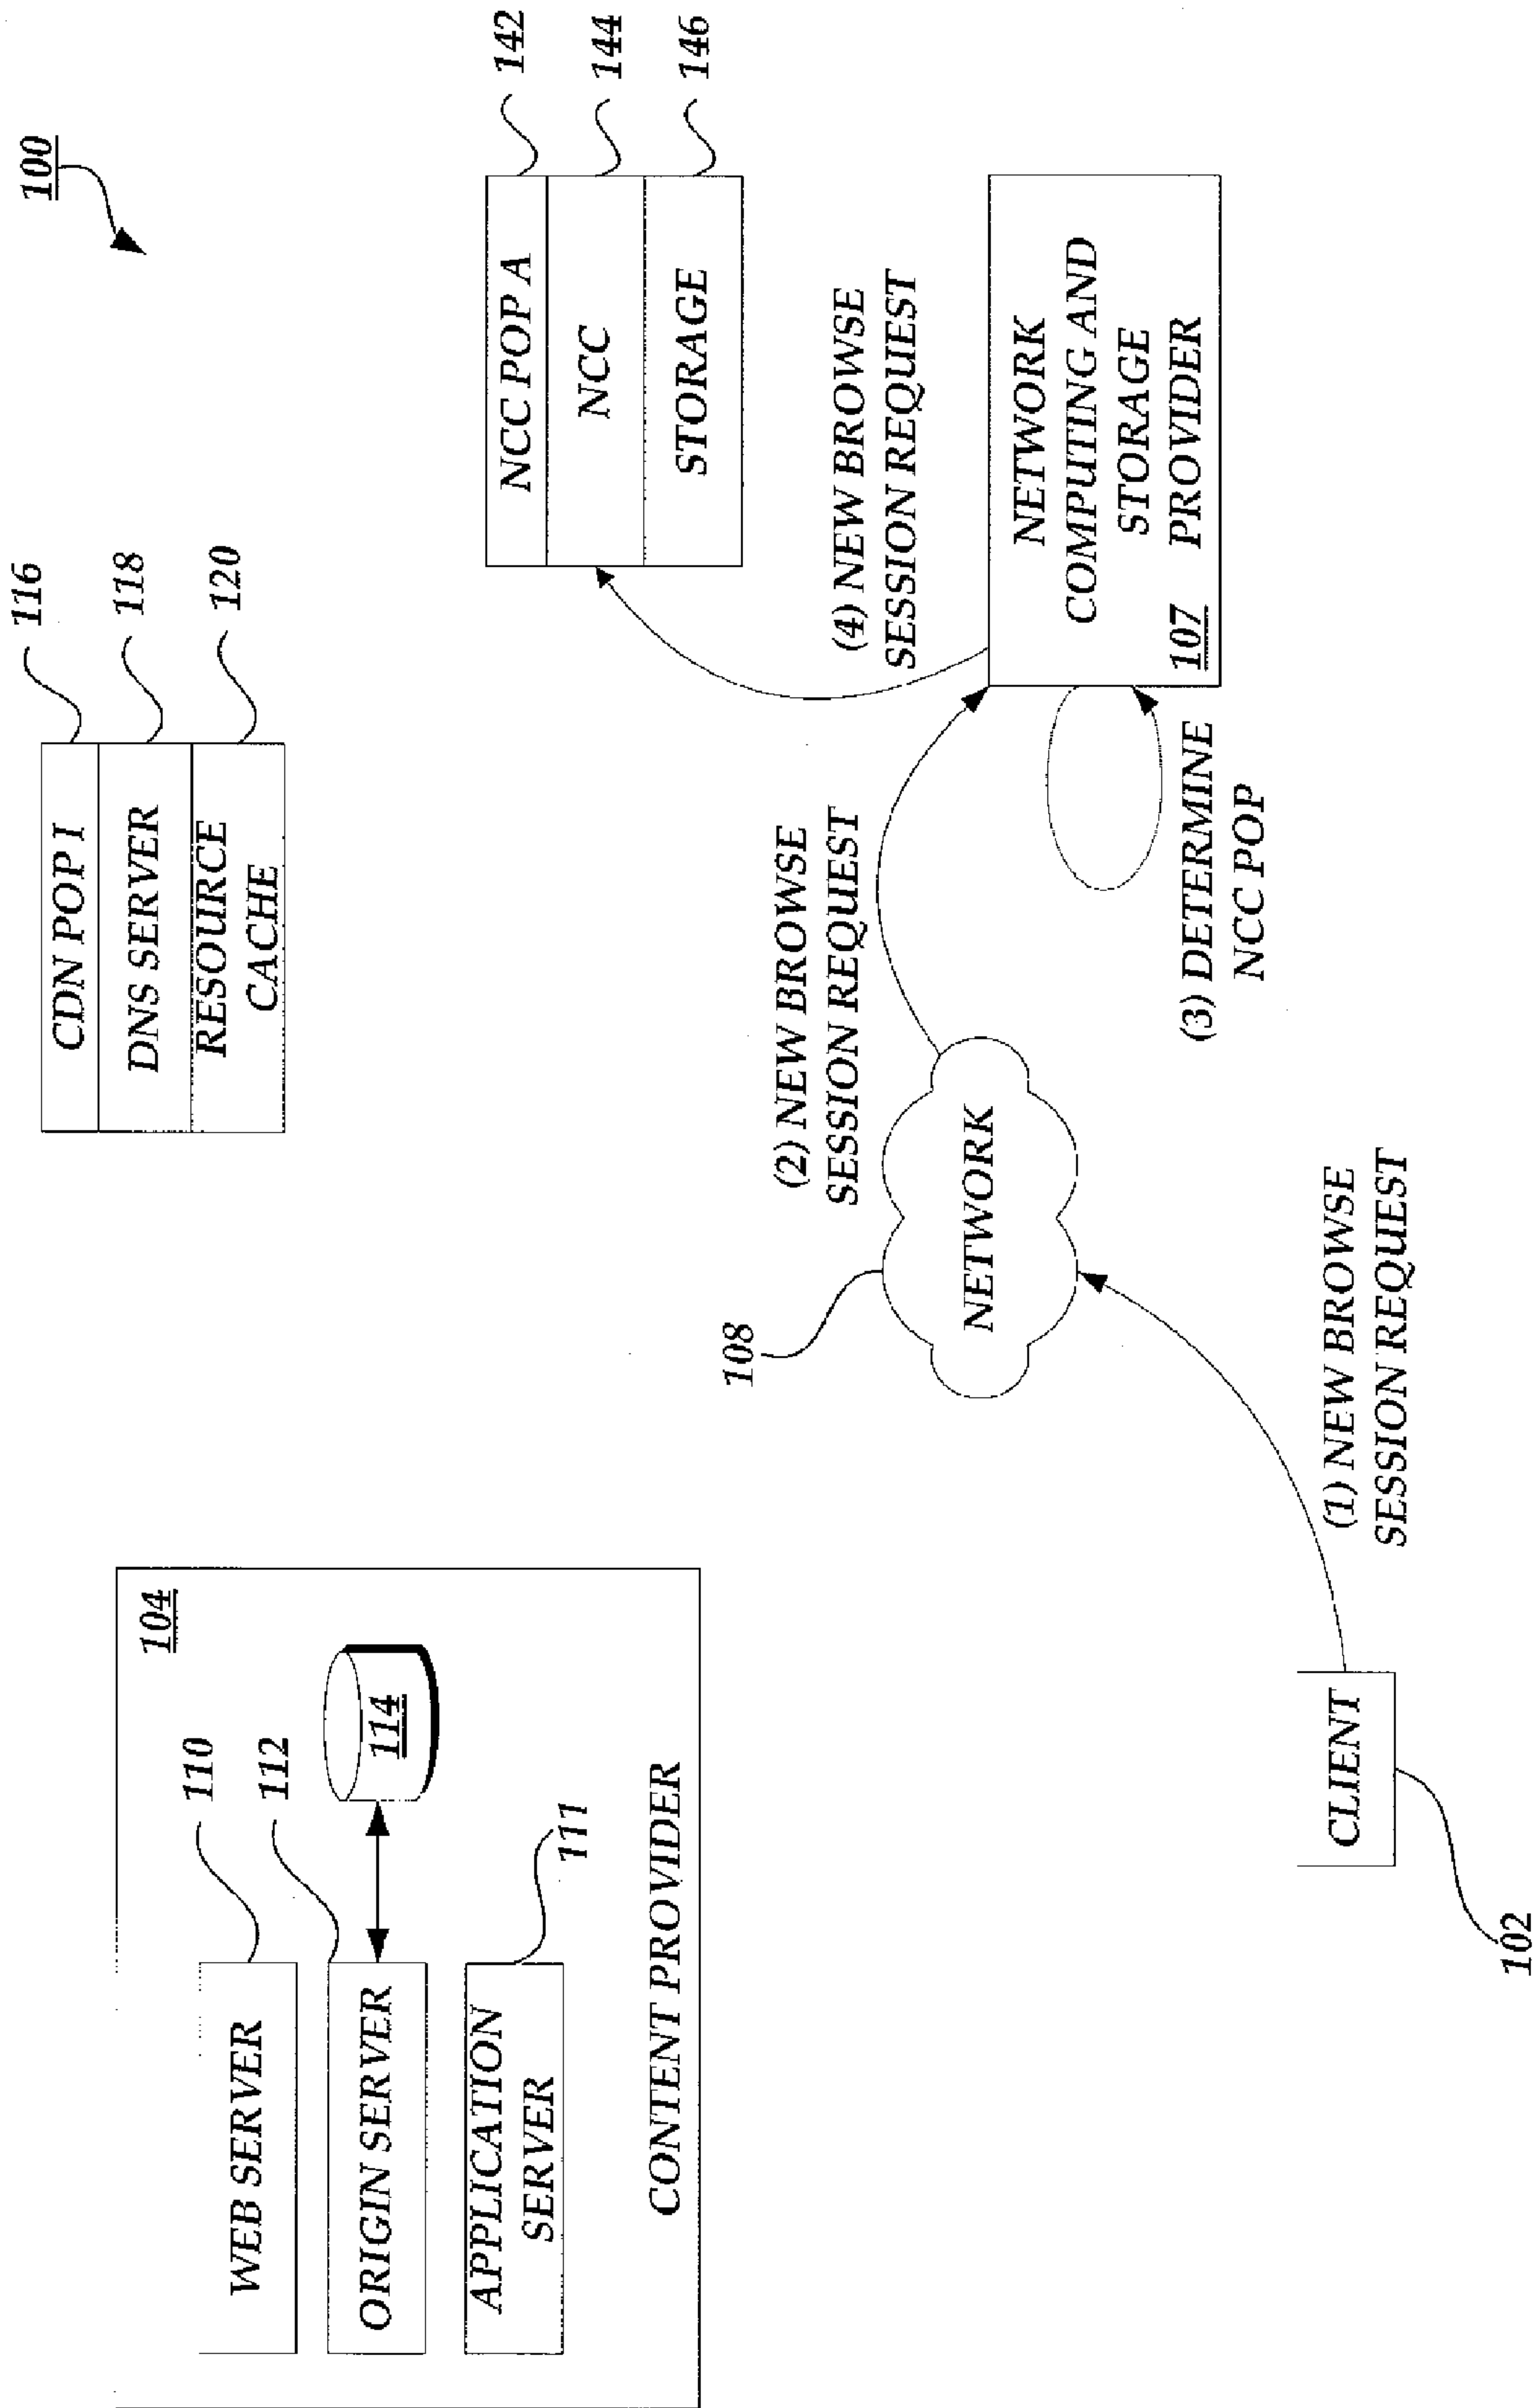 100
104
110
WEB SERVER
112
ORIGIN SERVER
114
APPLICATION
SERVER
111
CONTENT PROVIDER
CDN POP I
116
DNS SERVER
118
RESOURCE
CACHE
120
NCC POP A
142
NCC
144
STORAGE
146
108
NETWORK
(2) NEW BROWSE
SESSION REQUEST
(4) NEW BROWSE
SESSION REQUEST
NETWORK
COMPUTING AND
STORAGE
PROVIDER
107
(3) DETERMINE
NCC POP
(1) NEW BROWSE
SESSION REQUEST
CLIENT
102